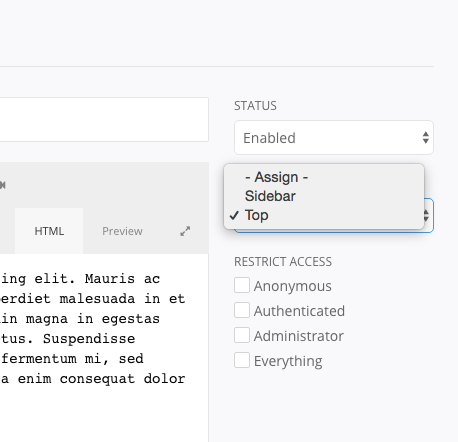 STATUS
Enabled
- Assign -
Sidebar
✓ Top
HTML
Preview
ing elit. Mauris ac
perdiet malesuada in et
in magna in egestas
tus. Suspendisse
fermentum mi, sed
a enim consequat dolor
RESTRICT ACCESS
Anonymous
Authenticated
Administrator
Everything